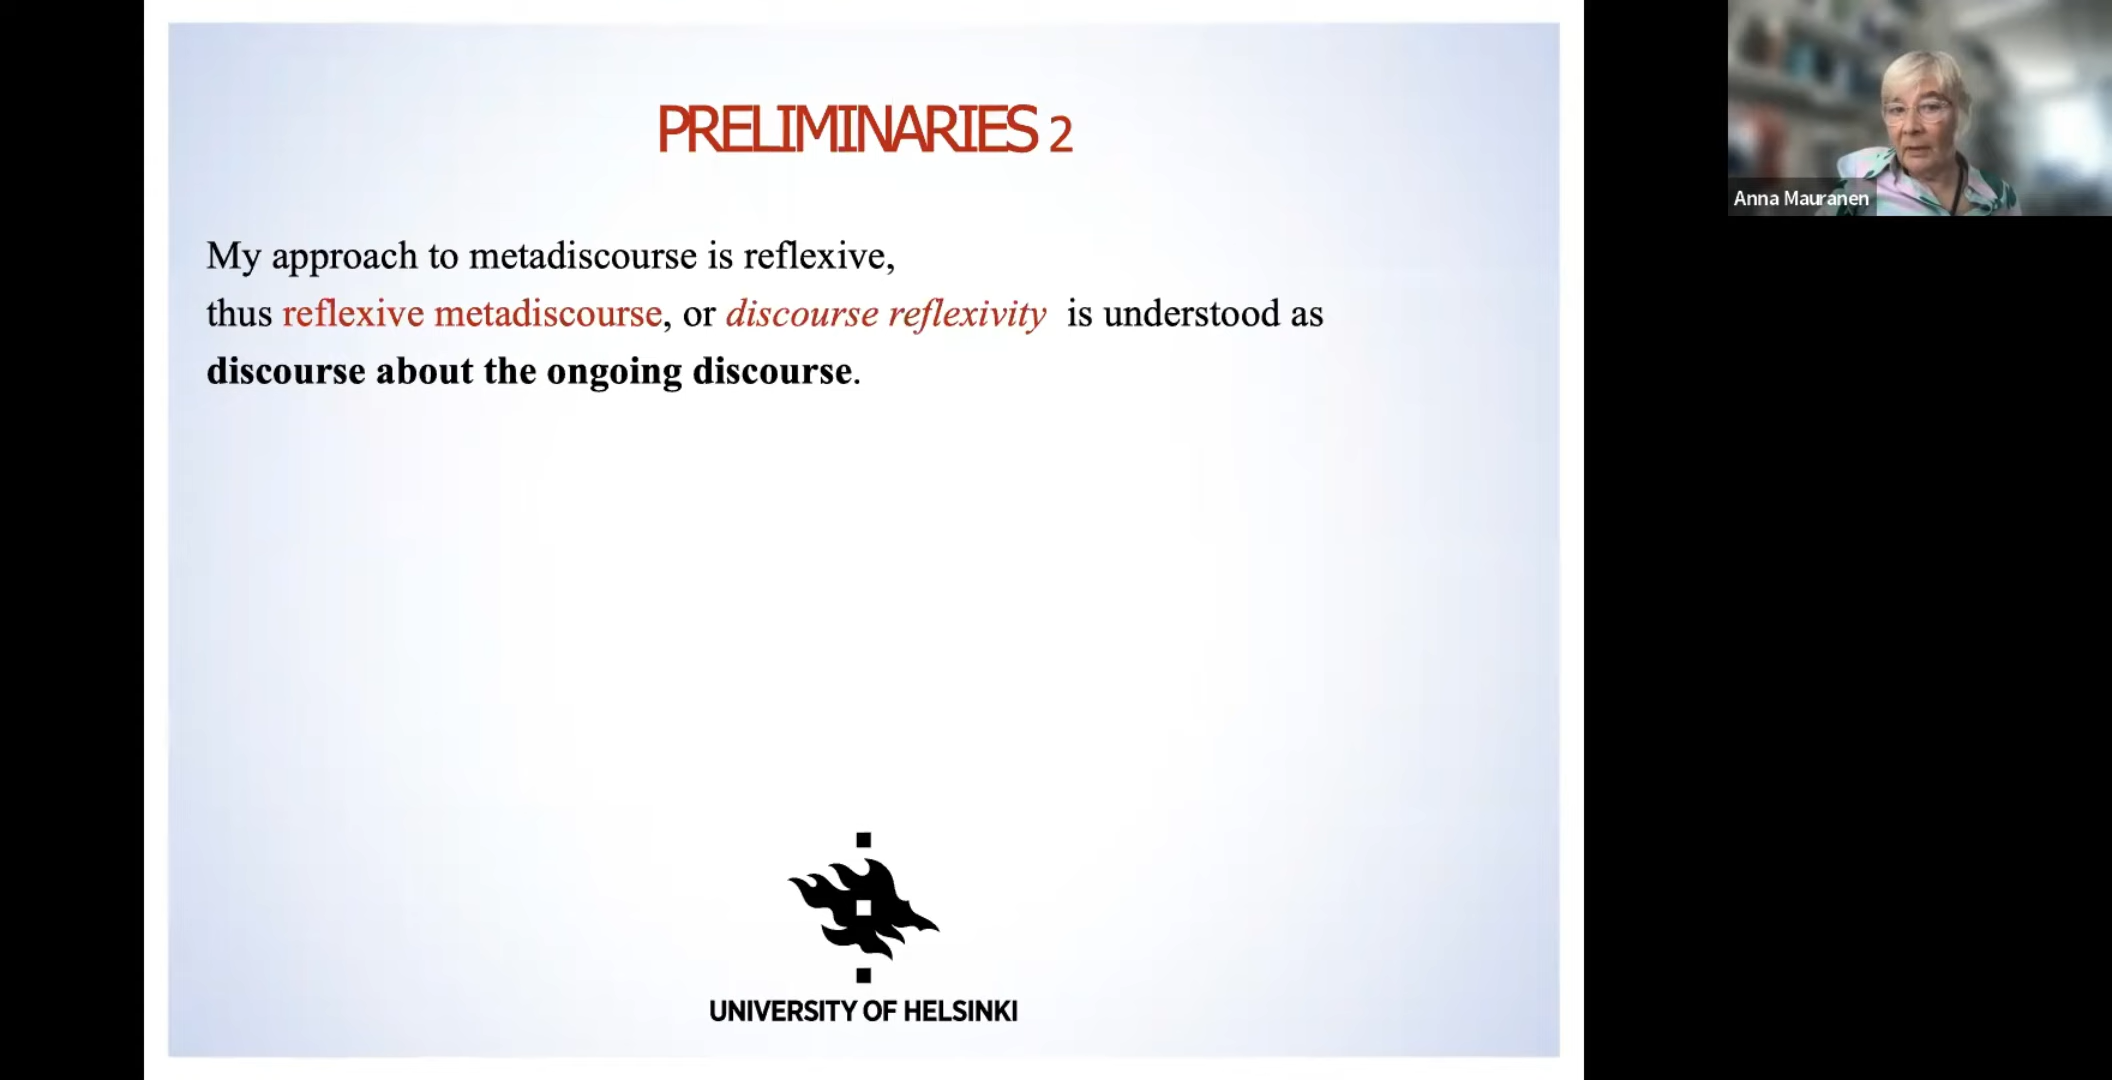 PRELIMINARIES 2
My approach to metadiscourse is reflexive,
thus reflexive metadiscourse, or discourse reflexivity is understood as
discourse about the ongoing discourse.
UNIVERSITY OF HELSINKI
Anna Mauranen